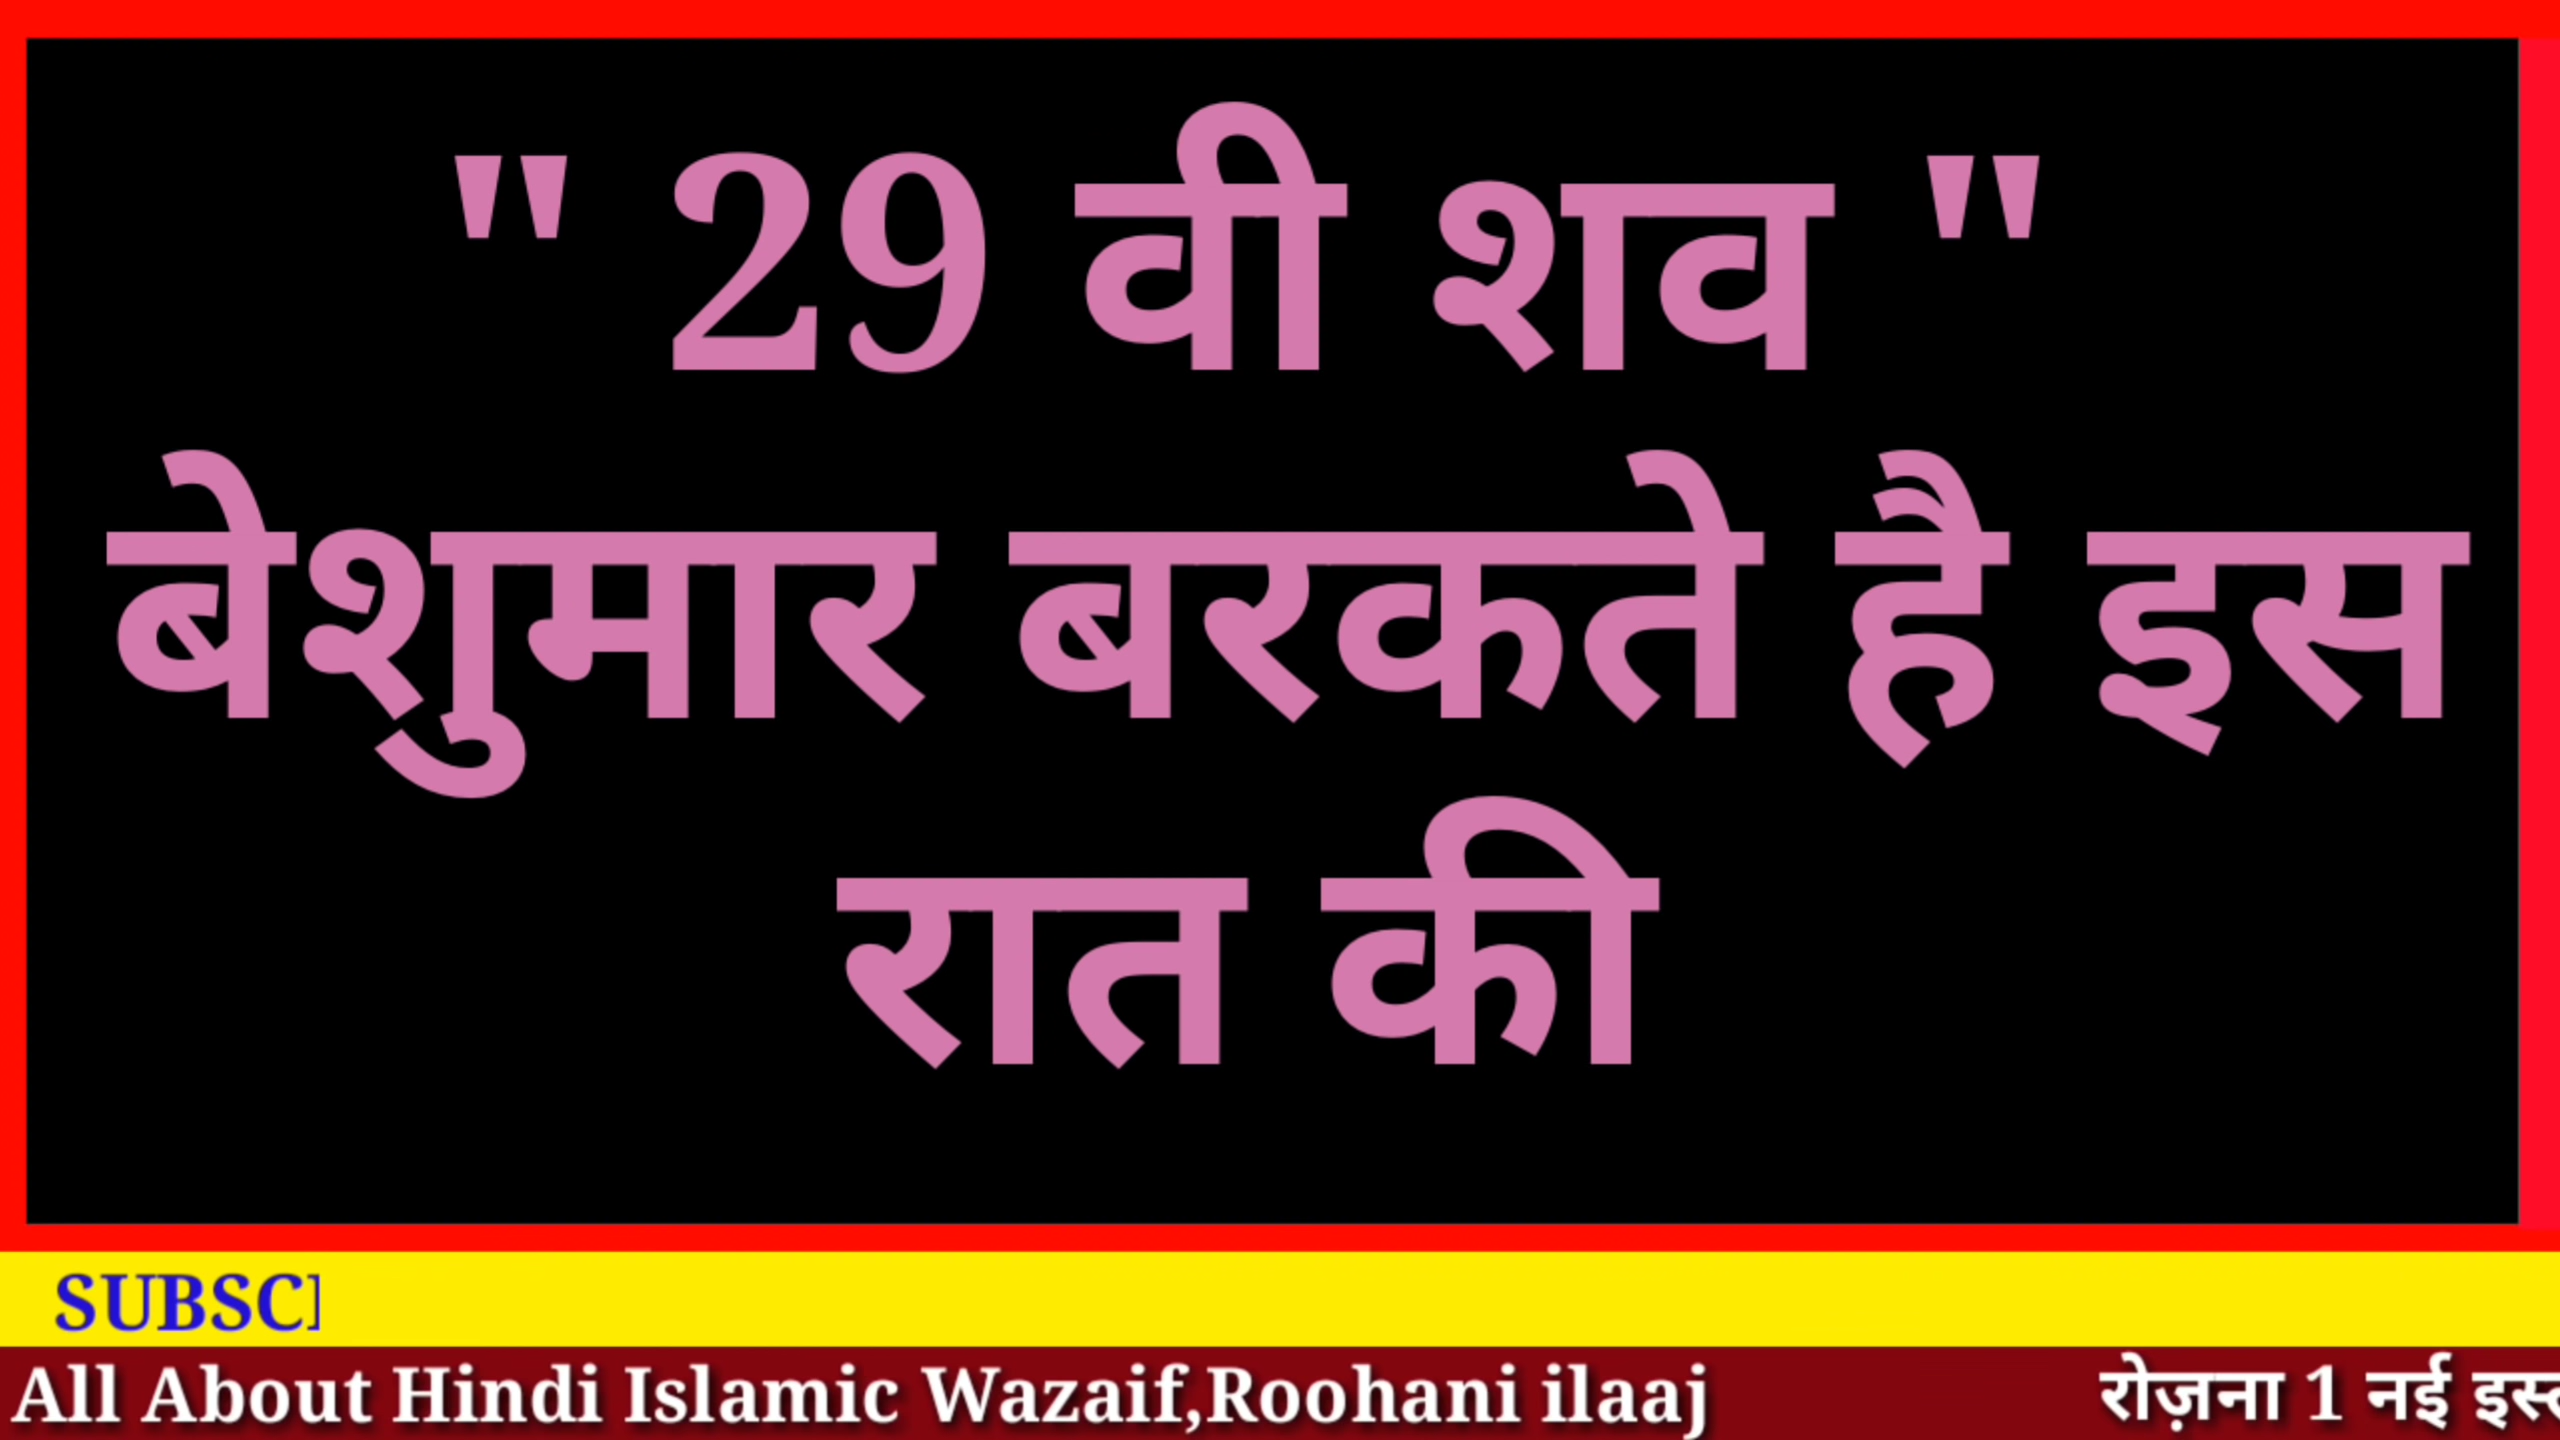 " 29 वी शव "
बेशुमार बरकते है इस
रात की
SUBSC
All About Hindi Islamic Wazaif,Roohani ilaaj रोज़ना 1 नई